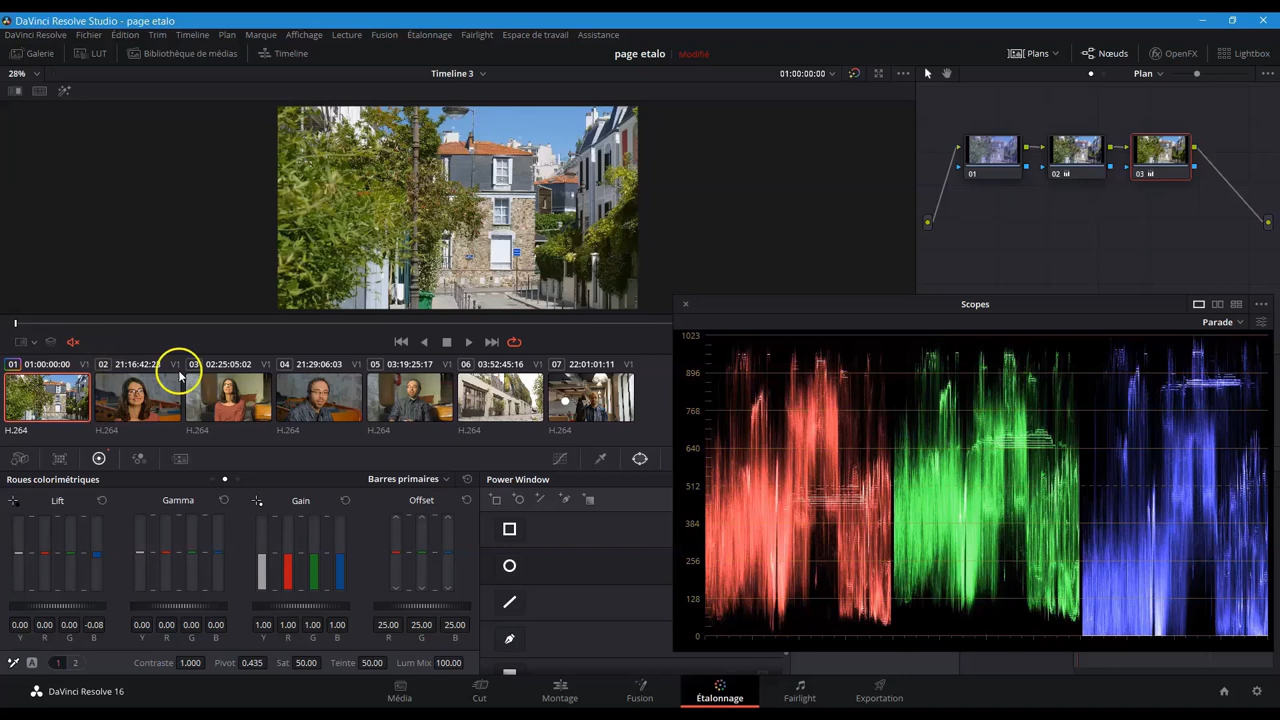 DaVinci Resolve Studio - page etalo
DaVinci Resolve Fichier Édition Trim Timeline Plan Marque Affichage Lecture Fusion Étalonnage Fairlight Espace de travail Assistance
Galerie LUT Bibliothèque de médias Timeline page etalo Modifié Plans Nœuds OpenFX Lightbox
28% Timeline 3 01:00:00:00 Plan
01 02 03
Scopes
Parade
01 01:00:00:00 V1 02 21:16:42:23 V1 03 02:25:05:02 V1 04 21:29:06:03 V1 05 03:19:25:17 V1 06 03:52:45:16 V1 07 22:01:01:11 V1
H.264 H.264 H.264 H.264 H.264 H.264 H.264
1023
896
768
640
512
384
256
128
0
Roues colorimétriques Barres primaires Power Window
Lift Gamma Gain Offset
0.00 0.00 0.00 -0.08 0.00 0.00 0.00 0.00 1.00 1.00 1.00 1.00 25.00 25.00 25.00
Y R G B Y R G B Y R G B R G B
A 1 2 Contraste 1.000 Pivot 0.435 Sat 50.00 Teinte 50.00 Lum Mix 100.00
DaVinci Resolve 16 Média Cut Montage Fusion Étalonnage Fairlight Exportation